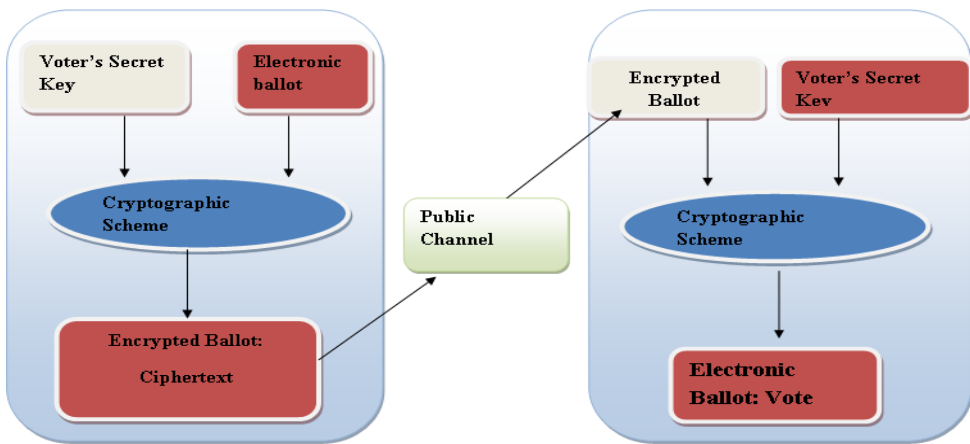 Voter's Secret
Key
Electronic
ballot
Cryptographic
Scheme
Encrypted Ballot:
Ciphertext
Public
Channel
Encrypted
Ballot
Voter's Secret
Key
Cryptographic
Scheme
Electronic
Ballot: Vote